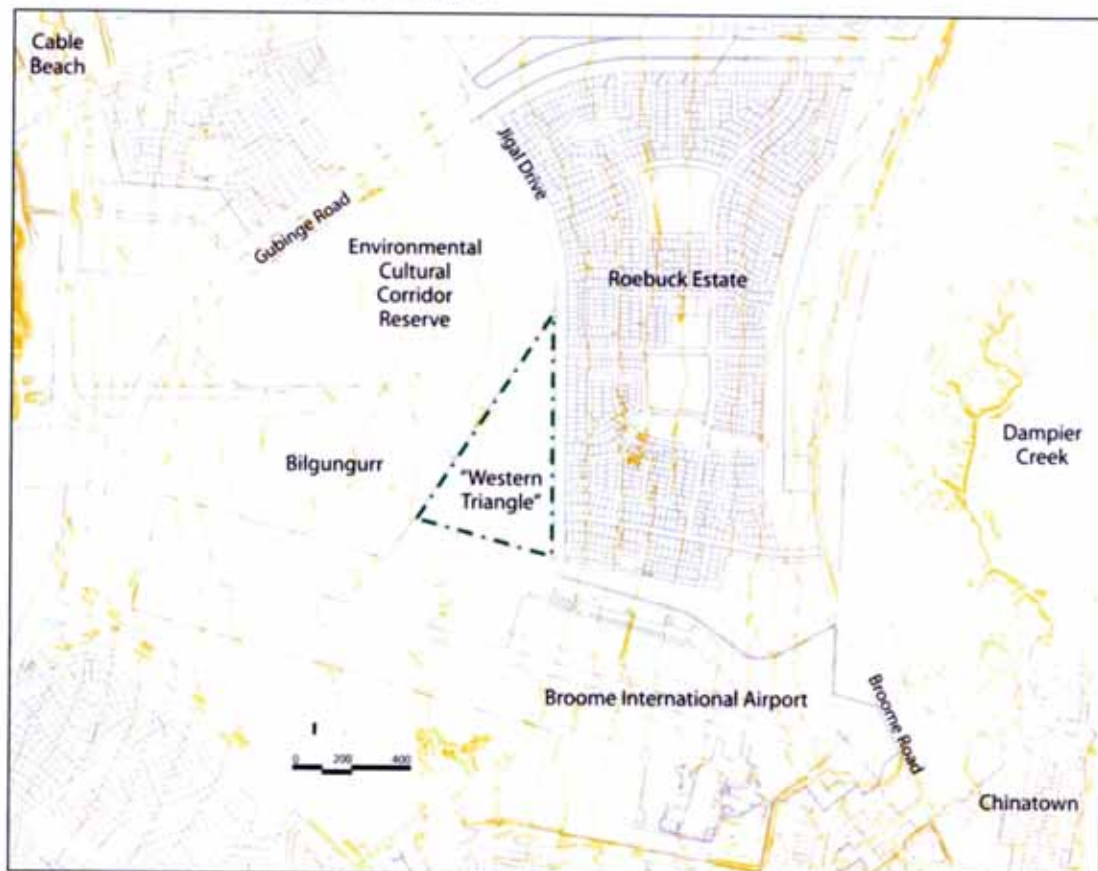 Cable
Beach
Jigal Drive
Gubinge Road
Environmental
Cultural
Corridor
Reserve
Roebuck Estate
Bilgungurr
"Western
Triangle"
Dampier
Creek
Broome International Airport
Broome Road
0 200 400
Chinatown